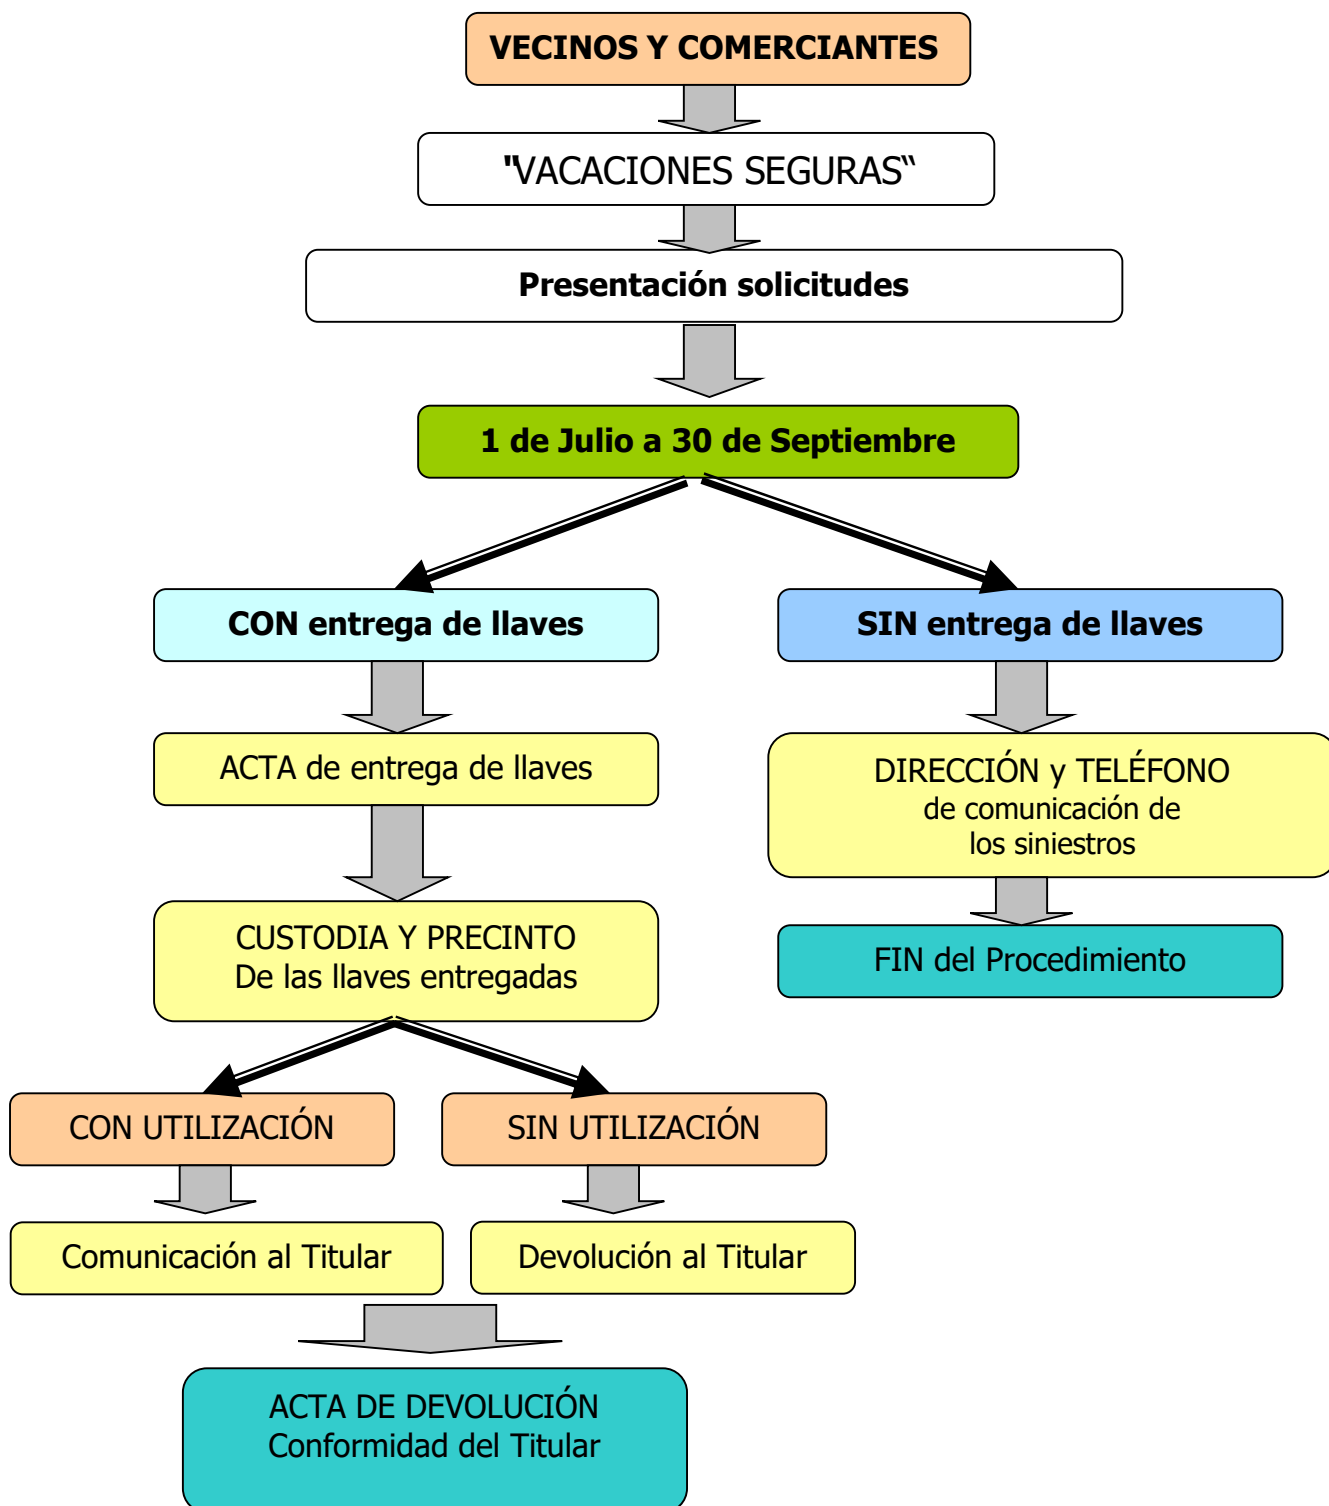 VECINOS Y COMERCIANTES
"VACACIONES SEGURAS“
Presentación solicitudes
1 de Julio a 30 de Septiembre
CON entrega de llaves
SIN entrega de llaves
ACTA de entrega de llaves
DIRECCIÓN y TELÉFONO
de comunicación de
los siniestros
CUSTODIA Y PRECINTO
De las llaves entregadas
FIN del Procedimiento
CON UTILIZACIÓN
SIN UTILIZACIÓN
Comunicación al Titular
Devolución al Titular
ACTA DE DEVOLUCIÓN
Conformidad del Titular